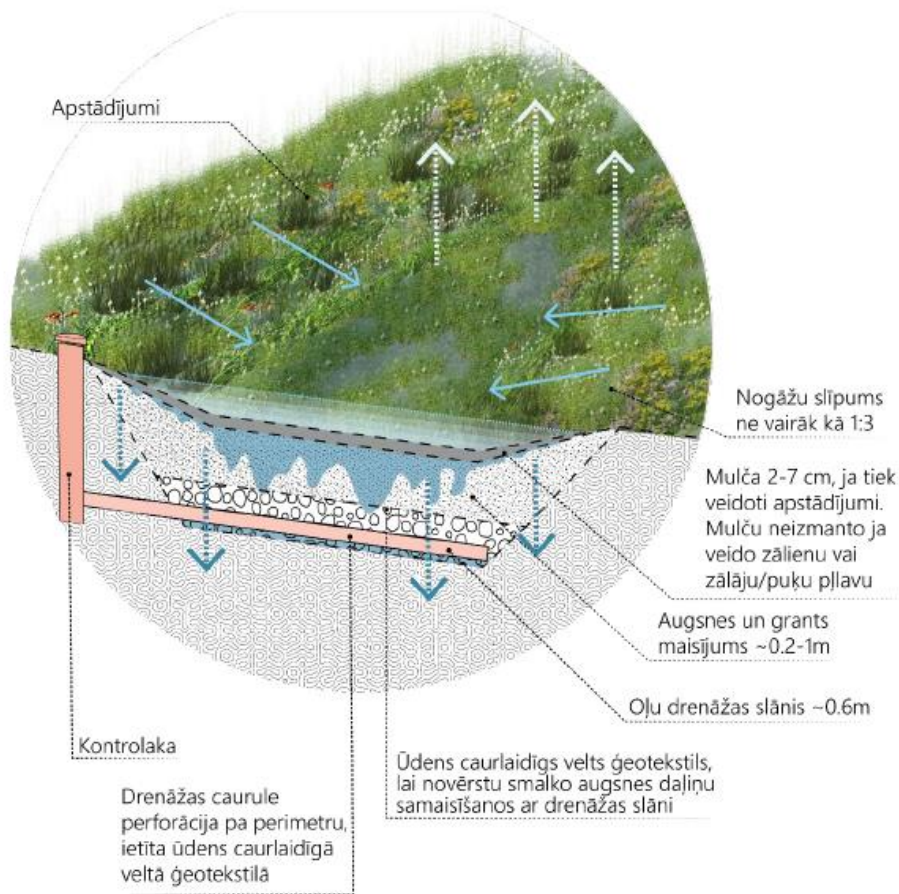 Apstādījumi
Nogāžu slīpums
ne vairāk kā 1:3
Mulča 2-7 cm, ja tiek
veidoti apstādījumi.
Mulču neizmanto ja
veido zālienu vai
zālāju/puķu pļlavu
Augsnes un grants
maisījums ~0.2-1m
Oļu drenāžas slānis ~0.6m
Kontrolaka
Ūdens caurlaidīgs velts ģeotekstils,
lai novērstu smalko augsnes daļiņu
samaisīšanos ar drenāžas slāni
Drenāžas caurule
perforācija pa perimetru,
ietīta ūdens caurlaidīgā
veltā ģeotekstilā